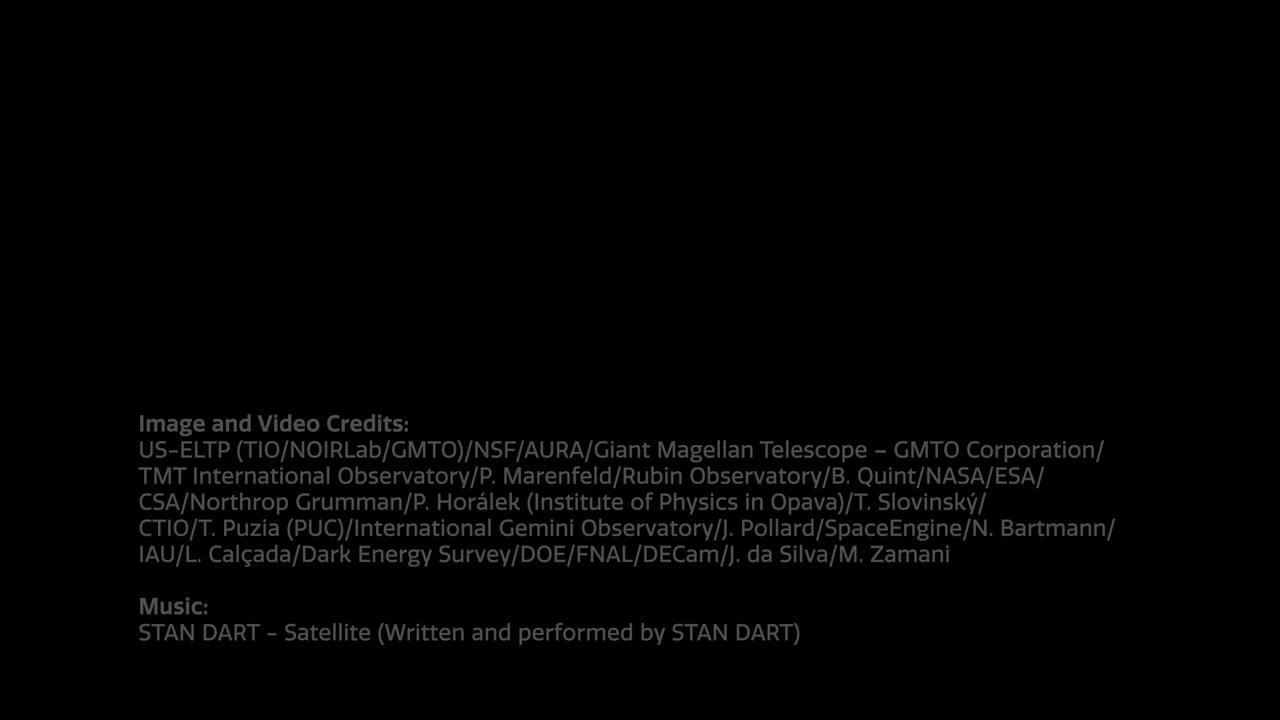 Image and Video Credits:
US-ELTP (TIO/NOIRLab/GMTO)/NSF/AURA/Giant Magellan Telescope – GMTO Corporation/
TMT International Observatory/P. Marenfeld/Rubin Observatory/B. Quint/NASA/ESA/
CSA/Northrop Grumman/P. Horálek (Institute of Physics in Opava)/T. Slovinský/
CTIO/T. Puzia (PUC)/International Gemini Observatory/J. Pollard/SpaceEngine/N. Bartmann/
IAU/L. Calçada/Dark Energy Survey/DOE/FNAL/DECam/J. da Silva/M. Zamani
Music:
STAN DART - Satellite (Written and performed by STAN DART)